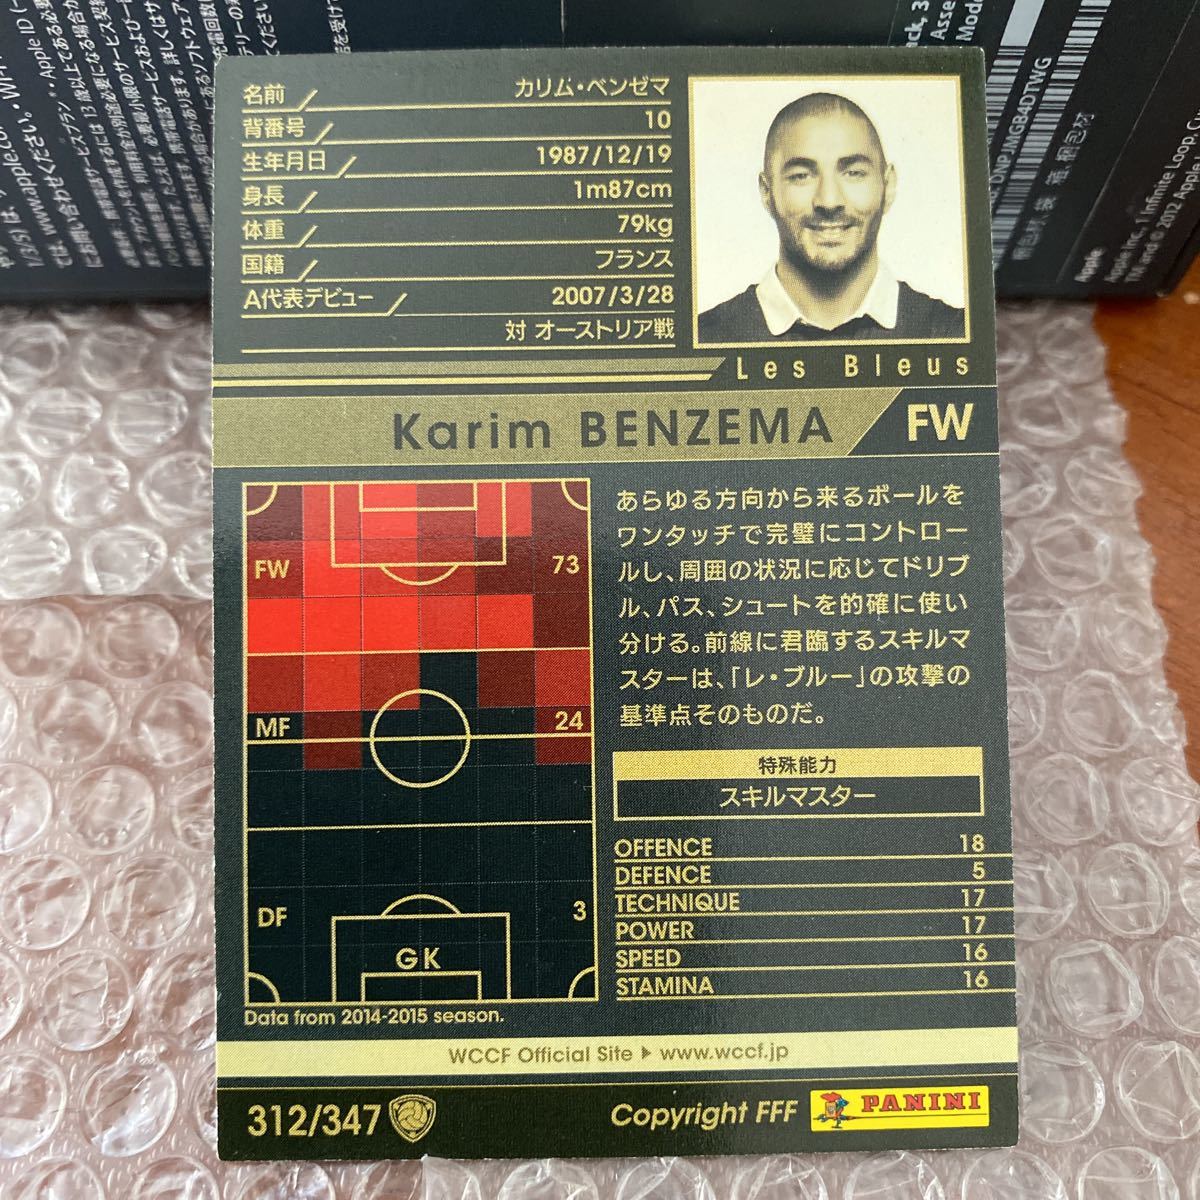 名前 カリム・ベンゼマ
背番号 10
生年月日 1987/12/19
身長 1m87cm
体重 79kg
国籍 フランス
A代表デビュー 2007/3/28
対 オーストリア戦
Les Bleus
Karim BENZEMA FW
FW 73
MF 24
DF 3
GK
Data from 2014-2015 season.
あらゆる方向から来るボールを
ワンタッチで完璧にコントロー
ルし、周囲の状況に応じてドリブ
ル、パス、シュートを的確に使い
分ける。前線に君臨するスキルマ
スターは、「レ・ブルー」の攻撃の
基準点そのものだ。
特殊能力
スキルマスター
OFFENCE 18
DEFENCE 5
TECHNIQUE 17
POWER 17
SPEED 16
STAMINA 16
WCCF Official Site ▶ www.wccf.jp
312/347
Copyright FFF
PANINI
Apple
Apple Inc., 1 Infinite Loop, C
TM and © 2012 Apple